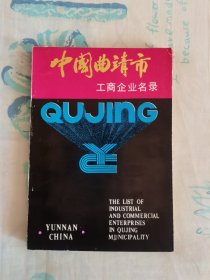 中国曲靖市
工商企业名录
QUJING
THE LIST OF
INDUSTRIAL
AND COMMERCIAL
ENTERPRISES
IN QUJING
MUNICIPALITY
YUNNAN
CHINA